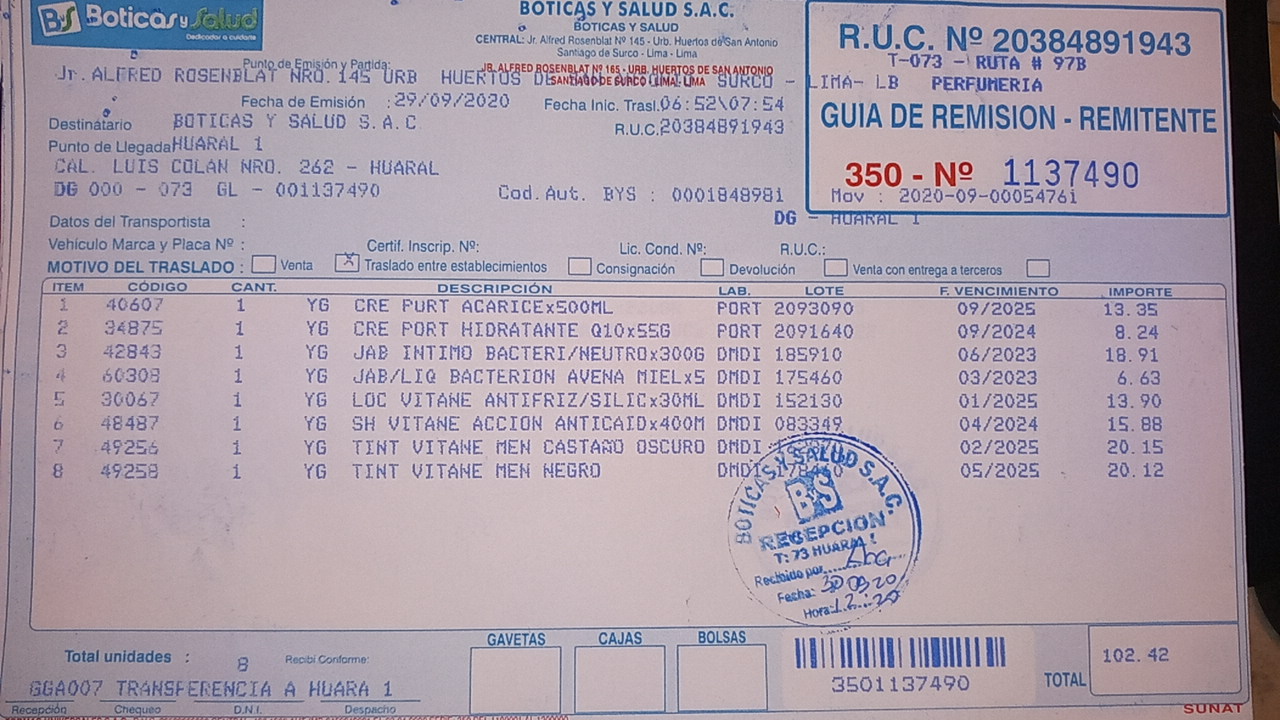 BS Boticas y Salud
Dedicados a cuidarte
BOTICAS Y SALUD S.A.C.
BOTICAS Y SALUD
CENTRAL: Jr. Alfred Rosenblat Nº 145 - Urb. Huertos de San Antonio
Santiago de Surco - Lima - Lima
JR. ALFRED ROSENBLAT Nº 165 - URB. HUERTOS DE SAN ANTONIO
SANTIAGO DE SURCO LIMA-LIMA
R.U.C. Nº 20384891943
T-073 - RUTA # 97B
PERFUMERIA
GUIA DE REMISION - REMITENTE
350 - Nº 1137490
Mov : 2020-09-00054761
Punto de Emisión y Partida:
Jr. ALFRED ROSENBLAT NRO. 145 URB HUERTOS DE SURCO - LIMA- LB
Fecha de Emisión : 29/09/2020 Fecha Inic. Trasl. 06:52\07:54
Destinatario BOTICAS Y SALUD S.A.C R.U.C. 20384891943
Punto de Llegada HUARAL 1
CAL. LUIS COLAN NRO. 262 - HUARAL
DG 000 - 073 GL - 001137490 Cod.Aut. BYS : 0001848981
DG - HUARAL 1
Datos del Transportista :
Vehículo Marca y Placa Nº : Certif. Inscrip. Nº: Lic. Cond. Nº: R.U.C.:
MOTIVO DEL TRASLADO : Venta X Traslado entre establecimientos Consignación Devolución Venta con entrega a terceros
ITEM CÓDIGO CANT. DESCRIPCIÓN LAB. LOTE F. VENCIMIENTO IMPORTE
1 40607 1 YG CRE PURT ACARICEx500ML PORT 2093090 09/2025 13.35
2 34875 1 YG CRE PORT HIDRATANTE Q10x55G PORT 2091640 09/2024 8.24
3 42843 1 YG JAB INTIMO BACTERI/NEUTROx300G DMDI 185910 06/2023 18.91
4 60308 1 YG JAB/LIQ BACTERION AVENA MIELx5 DMDI 175460 03/2023 6.63
5 30067 1 YG LOC VITANE ANTIFRIZ/SILICx30ML DMDI 152130 01/2025 13.90
6 48487 1 YG SH VITANE ACCION ANTICAIDx400M DMDI 083349 04/2024 15.88
7 49256 1 YG TINT VITANE MEN CASTAÑO OSCURO DMDI 02/2025 20.15
8 49258 1 YG TINT VITANE MEN NEGRO DMDI 05/2025 20.12
BOTICAS Y SALUD S.A.C.
BS
RECEPCION
T: 73 HUARAL 1
Recibido por
Fecha: 30 09 20
Hora: 12:20
GAVETAS CAJAS BOLSAS
Total unidades : 8 Recibí Conforme:
GGA007 TRANSFERENCIA A HUARA 1
Recepción Chequeo D.N.I. Despacho
3501137490
TOTAL 102.42
SUNAT